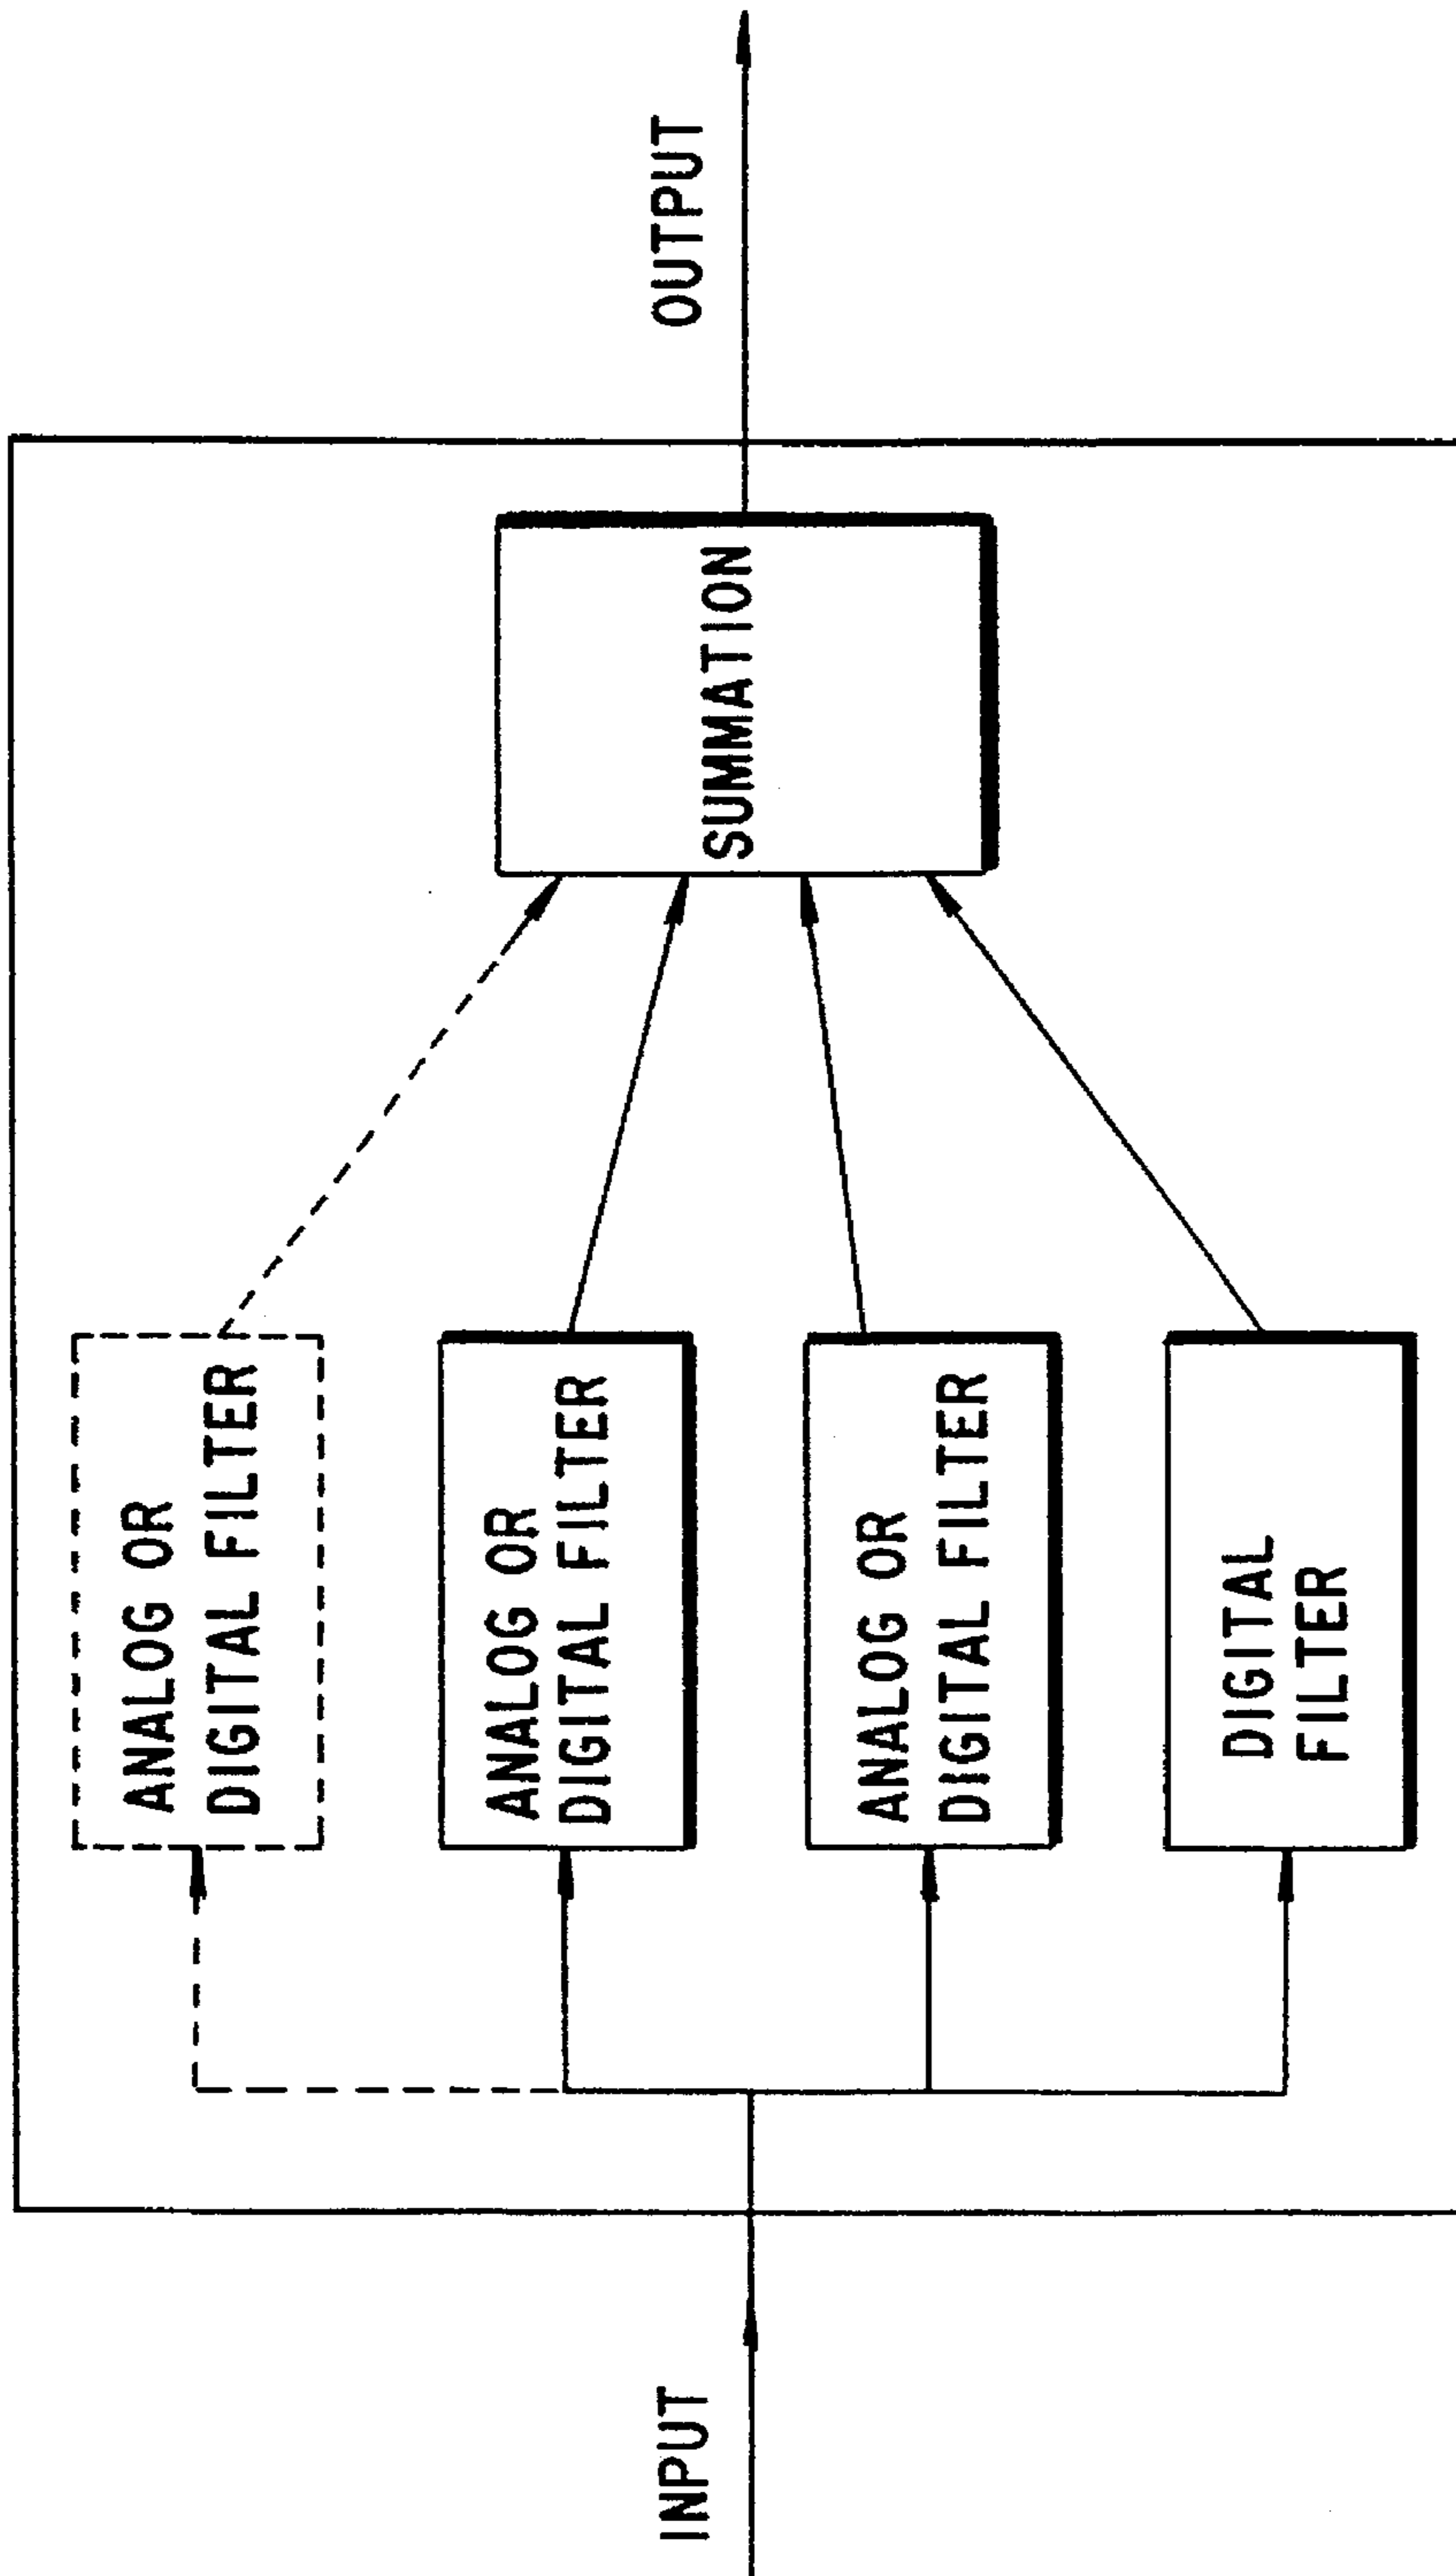 INPUT
ANALOG OR
DIGITAL FILTER
ANALOG OR
DIGITAL FILTER
ANALOG OR
DIGITAL FILTER
DIGITAL
FILTER
SUMMATION
OUTPUT